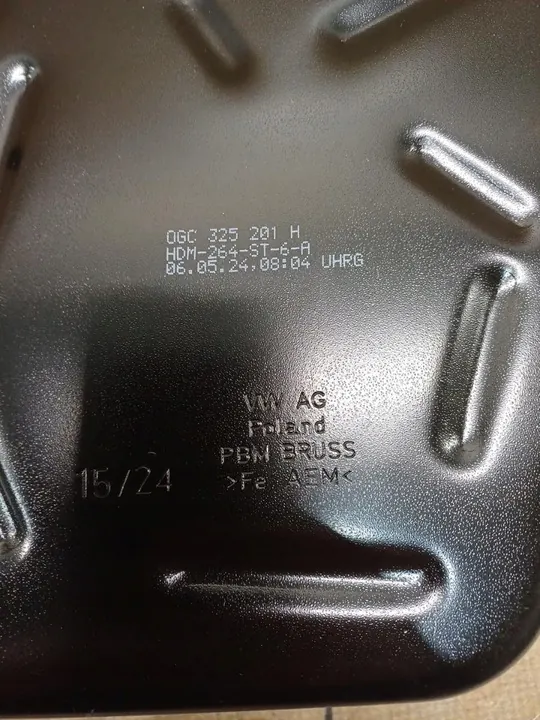 0GC 325 201 H
HDM-264-ST-6-A
06.05.24,08:04 UHRG
VW AG
Poland
PBM BRUSS
15/24
>Fe AEM<